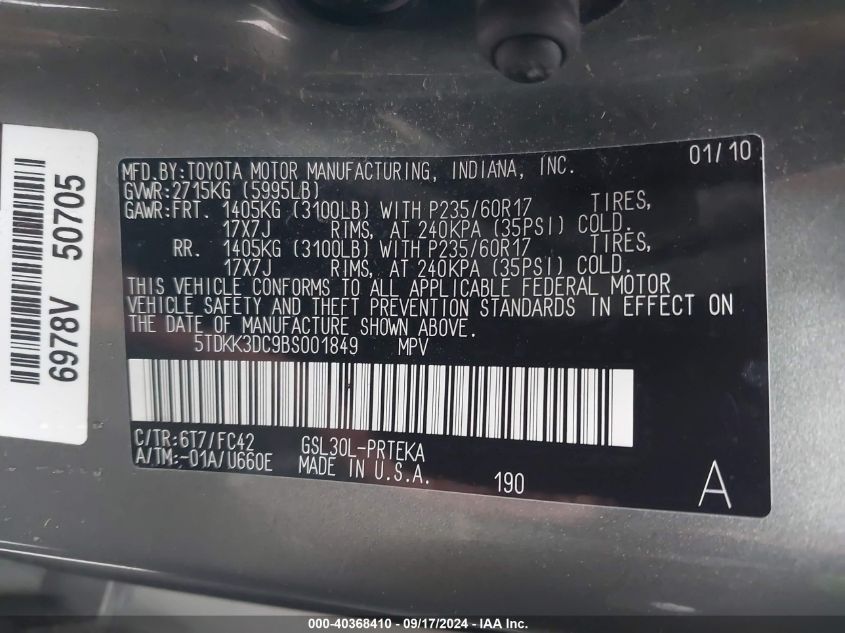 6978V 50705
MFD.BY:TOYOTA MOTOR MANUFACTURING, INDIANA, INC. 01/10
GVWR:2715KG (5995LB)
GAWR:FRT. 1405KG (3100LB) WITH P235/60R17 TIRES,
17X7J RIMS, AT 240KPA (35PSI) COLD.
RR. 1405KG (3100LB) WITH P235/60R17 TIRES,
17X7J RIMS, AT 240KPA (35PSI) COLD.
THIS VEHICLE CONFORMS TO ALL APPLICABLE FEDERAL MOTOR
VEHICLE SAFETY AND THEFT PREVENTION STANDARDS IN EFFECT ON
THE DATE OF MANUFACTURE SHOWN ABOVE.
5TDKK3DC9BS001849 MPV
C/TR:6T7/FC42 GSL30L-PRTEKA
A/TM:-01A/U660E MADE IN U.S.A. 190 A
000-40368410 - 09/17/2024 - IAA Inc.